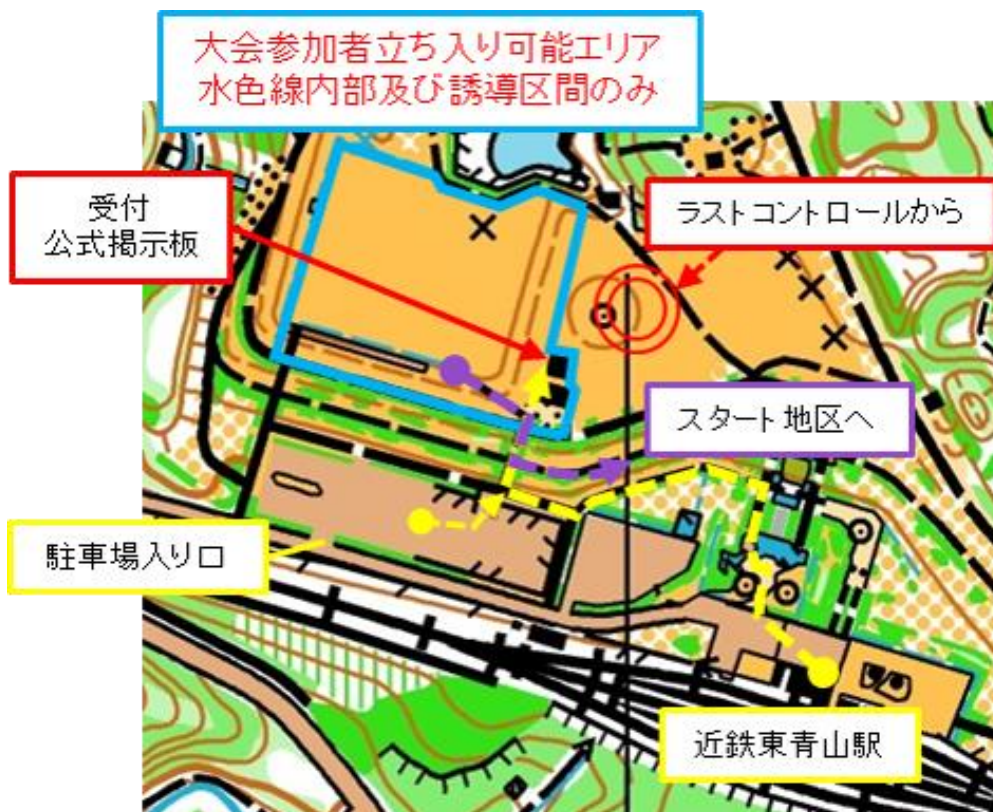 大会参加者立ち入り可能エリア
水色線内部及び誘導区間のみ
受付
公式掲示板
ラストコントロールから
スタート地区へ
駐車場入り口
近鉄東青山駅